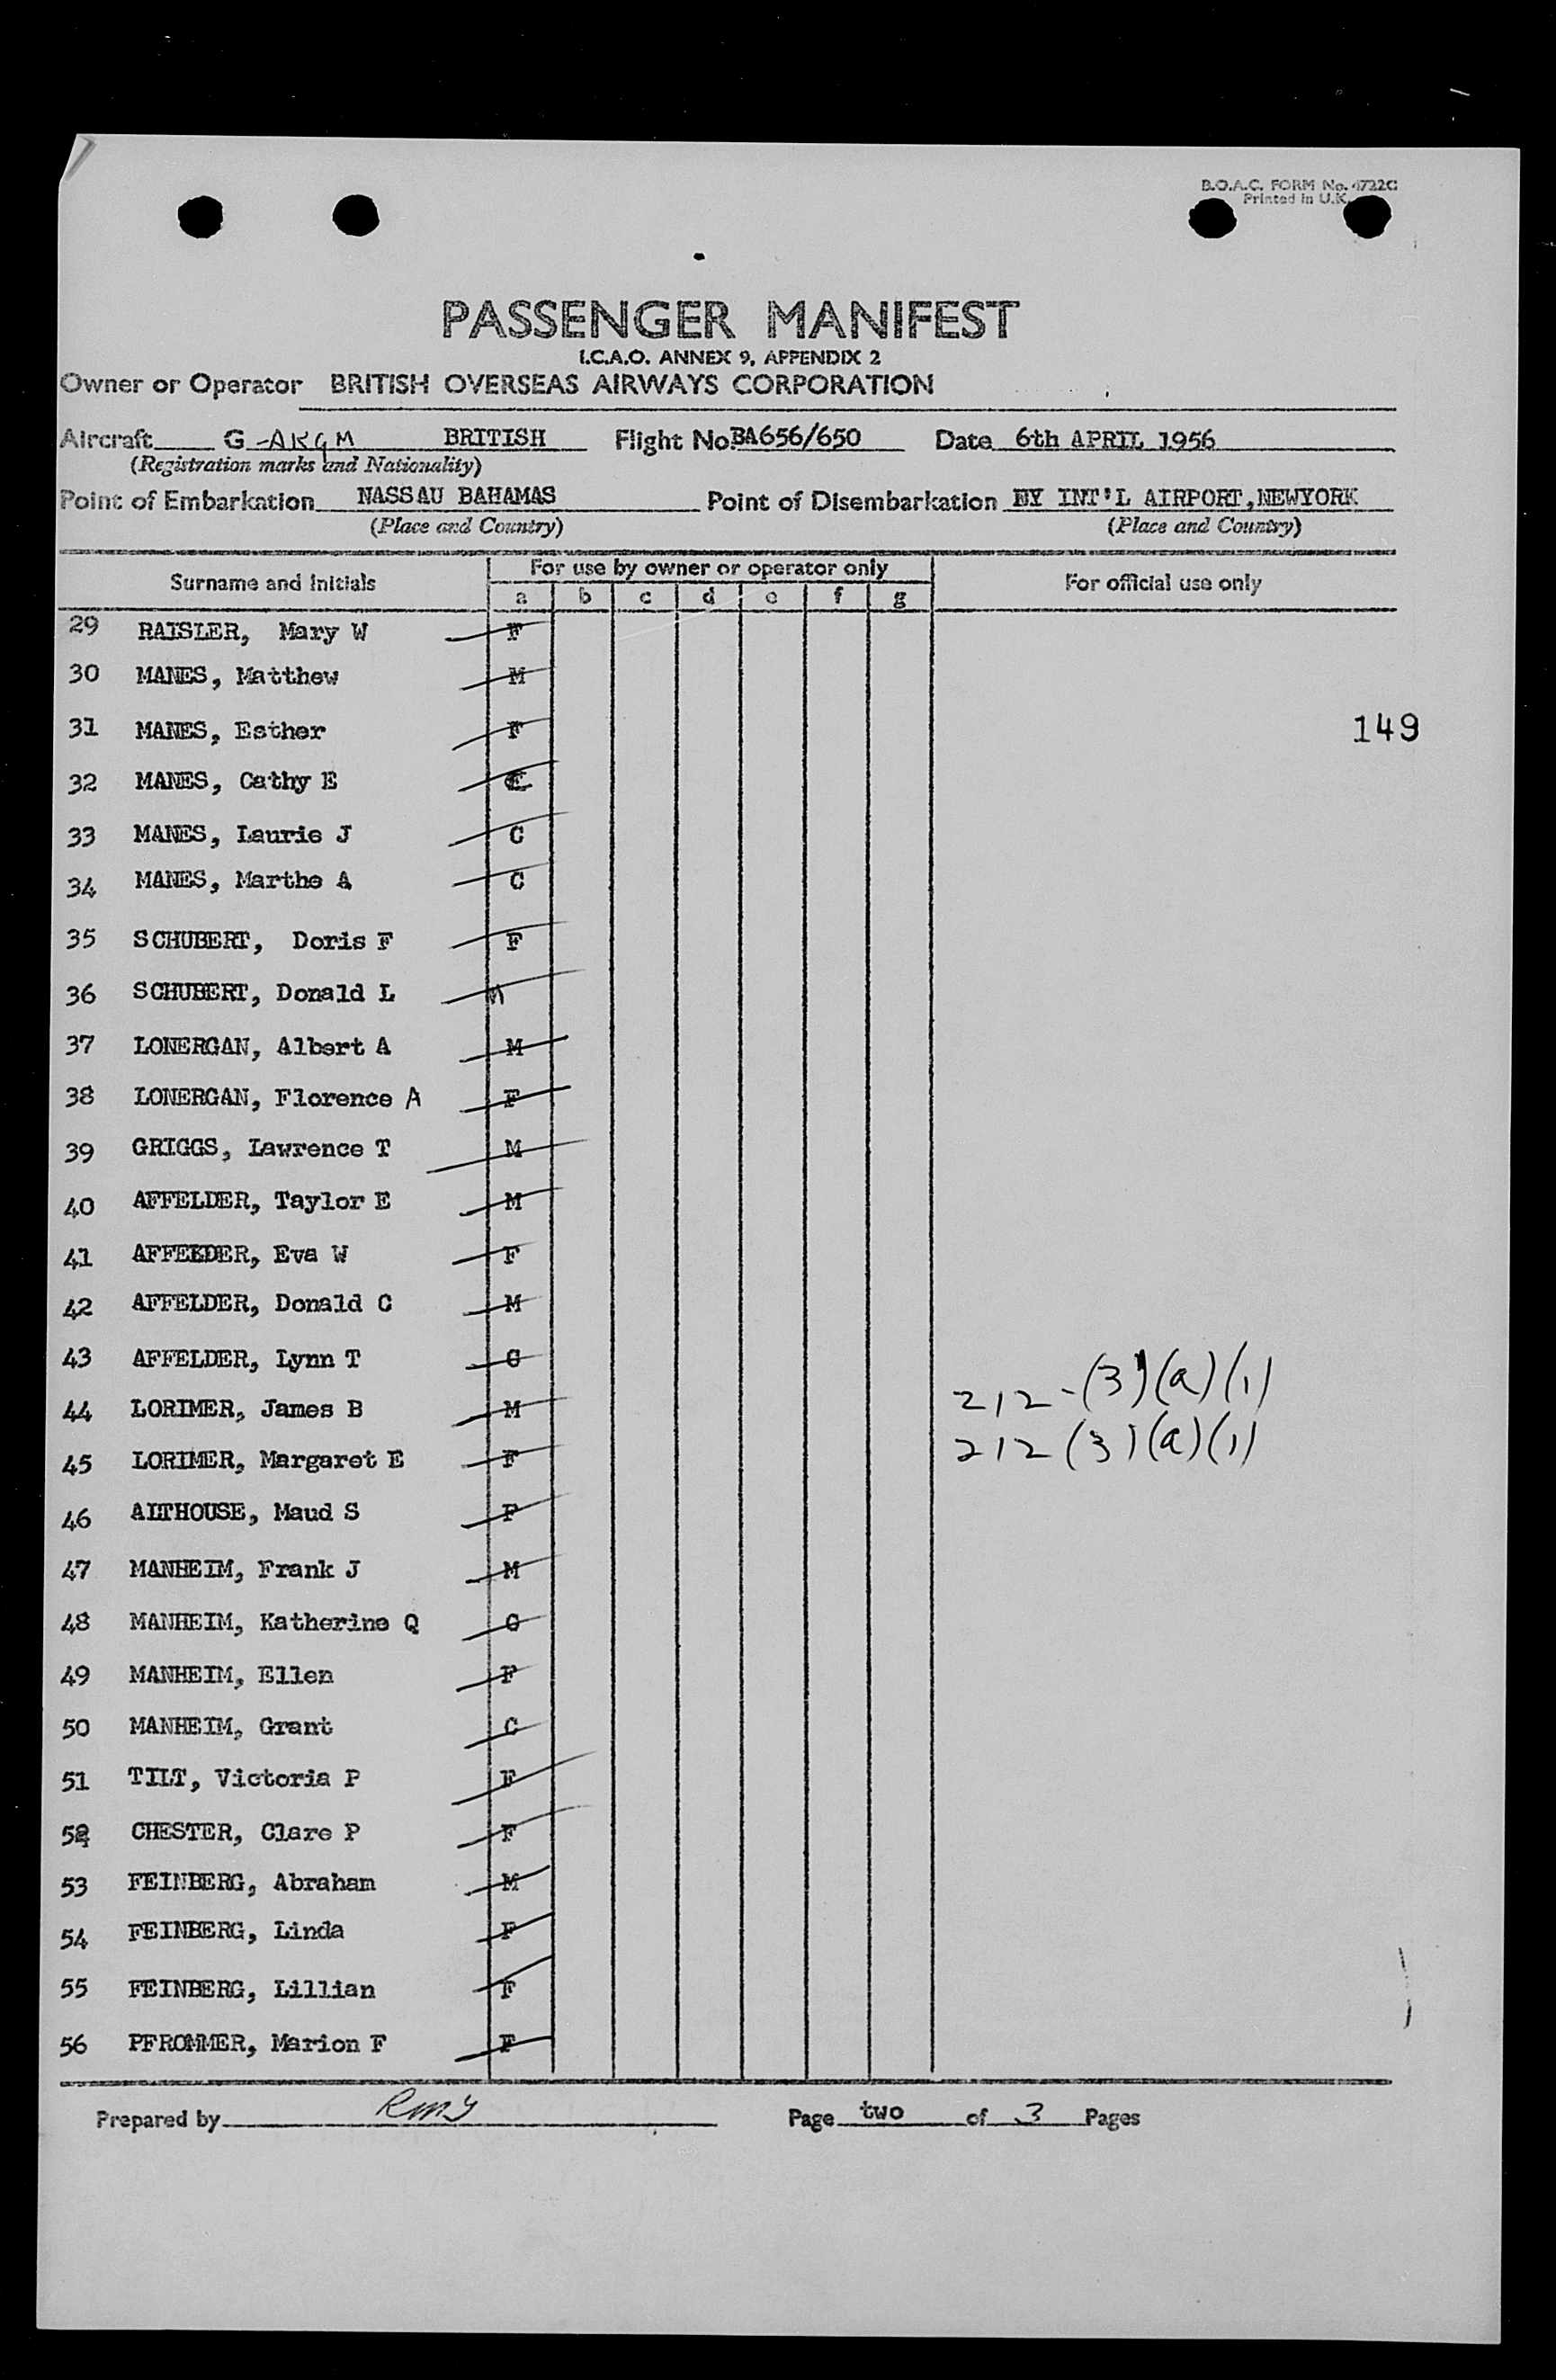 B.O.A.C. FORM No. 4722C
Printed in U.K.
PASSENGER MANIFEST
I.C.A.O. ANNEX 9, APPENDIX 2
Owner or Operator BRITISH OVERSEAS AIRWAYS CORPORATION
Aircraft G-AKGM BRITISH Flight No. BA656/650 Date 6th APRIL 1956
(Registration marks and Nationality)
Point of Embarkation NASSAU BAHAMAS Point of Disembarkation NY INT'L AIRPORT,NEWYORK
(Place and Country) (Place and Country)
Surname and Initials For use by owner or operator only For official use only
a b c d e f g
29 RAISLER, Mary W F
30 MANES, Matthew M
31 MANES, Esther F 149
32 MANES, Cathy E
33 MANES, Laurie J C
34 MANES, Marthe A C
35 SCHUBERT, Doris F F
36 SCHUBERT, Donald L M
37 LONERGAN, Albert A M
38 LONERGAN, Florence A F
39 GRIGGS, Lawrence T M
40 AFFELDER, Taylor E M
41 AFFELDER, Eva W F
42 AFFELDER, Donald C M
43 AFFELDER, Lynn T C
44 LORIMER, James B M 212-(3)(a)(1)
45 LORIMER, Margaret E F 212(3)(a)(1)
46 ALTHOUSE, Maud S F
47 MANHEIM, Frank J M
48 MANHEIM, Katherine Q C
49 MANHEIM, Ellen F
50 MANHEIM, Grant C
51 TILT, Victoria P F
52 CHESTER, Clare P F
53 FEINBERG, Abraham M
54 FEINBERG, Linda F
55 FEINBERG, Lillian F
56 PFROMMER, Marion F F
Prepared by Page two of 3 Pages